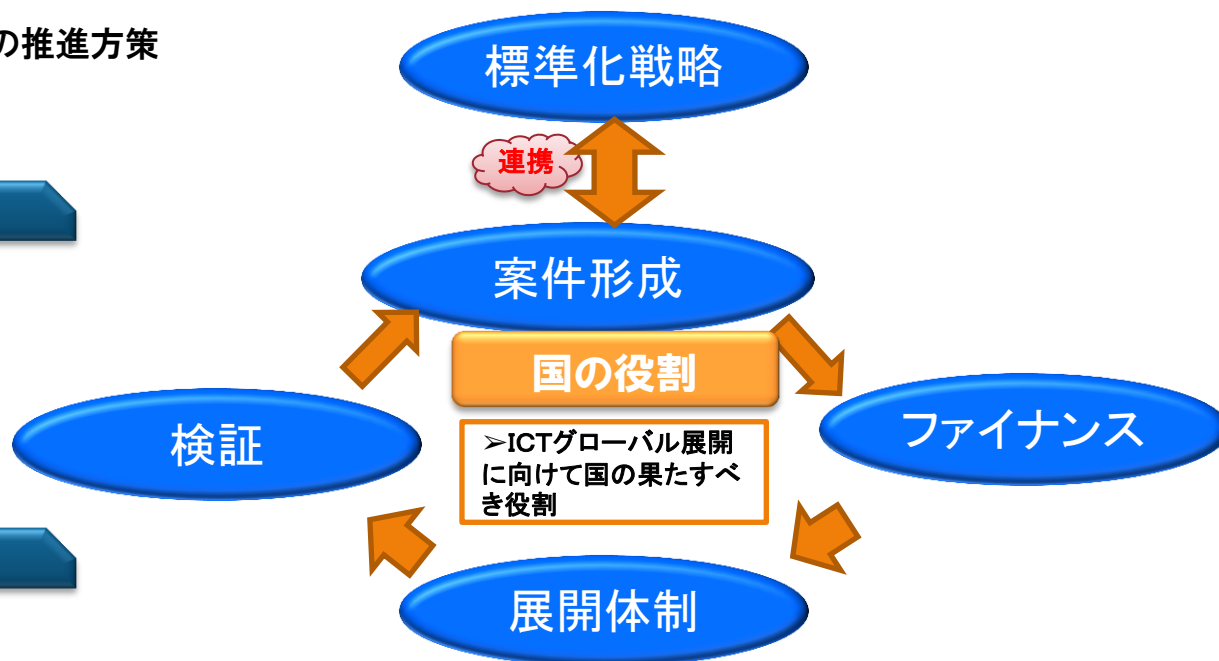 の推進方策
標準化戦略
連携
案件形成
国の役割
検証
ファイナンス
➢ICTグローバル展開
に向けて国の果たすべ
き役割
展開体制